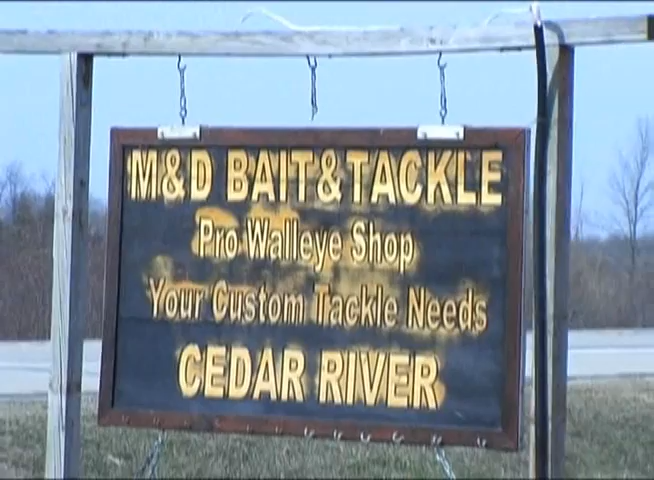 M&D BAIT&TACKLE
Pro Walleye Shop
Your Custom Tackle Needs
CEDAR RIVER